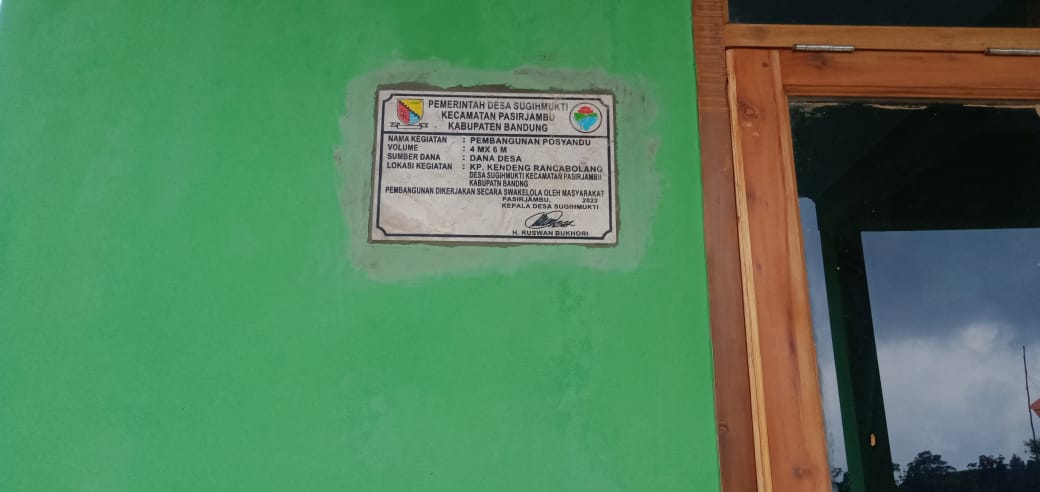 PEMERINTAH DESA SUGIHMUKTI
KECAMATAN PASIRJAMBU
KABUPATEN BANDUNG
NAMA KEGIATAN : PEMBANGUNAN POSYANDU
VOLUME : 4 MX 6 M
SUMBER DANA : DANA DESA
LOKASI KEGIATAN : KP. KENDENG RANCABOLANG
DESA SUGIHMUKTI KECAMATAN PASIRJAMBU
KABUPATN BANDNG
PEMBANGUNAN DIKERJAKAN SECARA SWAKELOLA OLEH MASYARAKAT
PASIRJAMBU, 2022
KEPALA DESA SUGIHMUKTI
H. RUSWAN BUKHORI